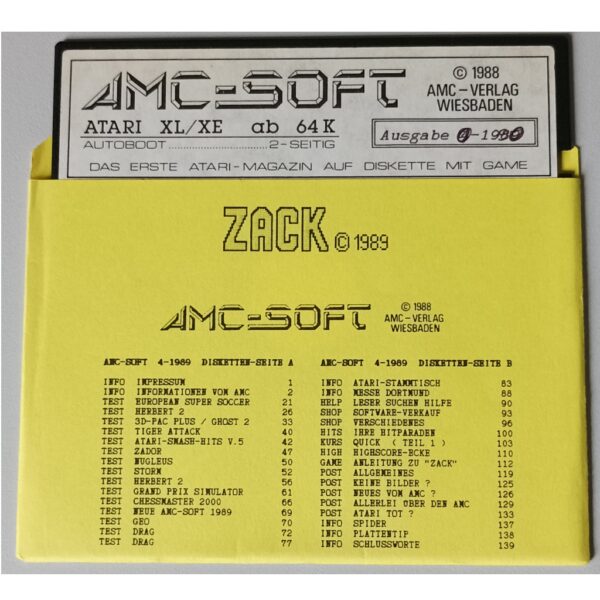 AMC-SOFT
© 1988
AMC-VERLAG
WIESBADEN
ATARI XL/XE ab 64K
AUTOBOOT...........................2-SEITIG
Ausgabe
DAS ERSTE ATARI-MAGAZIN AUF DISKETTE MIT GAME
ZACK © 1989
AMC-SOFT
© 1988
AMC-VERLAG
WIESBADEN
AMC-SOFT 4-1989 DISKETTEN-SEITE A
INFO IMPRESSUM 1
INFO INFORMATIONEN VOM AMC 2
TEST EUROPEAN SUPER SOCCER 21
TEST HERBERT 2 26
TEST 3D-PAC PLUS / GHOST 2 33
TEST TIGER ATTACK 40
TEST ATARI-SMASH-HITS V.5 42
TEST ZADOR 47
TEST NUGLEUS 50
TEST STORM 52
TEST HERBERT 2 56
TEST GRAND PRIX SIMULATOR 61
TEST CHESSMASTER 2000 66
TEST NEUE AMC-SOFT 1989 69
TEST GEO 70
TEST DRAG 72
TEST DRAG 77
AMC-SOFT 4-1989 DISKETTEN-SEITE B
INFO ATARI-STAMMTISCH 83
INFO MESSE DORTMUND 88
HELP LESER SUCHEN HILFE 90
SHOP SOFTWARE-VERKAUF 93
SHOP VERSCHIEDENES 96
HITS IHRE HITPARADEN 100
KURS QUICK ( TEIL 1 ) 103
HIGH HIGHSCORE-ECKE 110
GAME ANLEITUNG ZU "ZACK" 112
POST ALLGEMEINES 119
POST KEINE BILDER ? 125
POST NEUES VOM AMC ? 126
POST ALLERLEI ÜBER DEN AMC 129
POST ATARI TOT ? 133
INFO SPIDER 137
INFO PLATTENTIP 138
INFO SCHLUSSWORTE 139